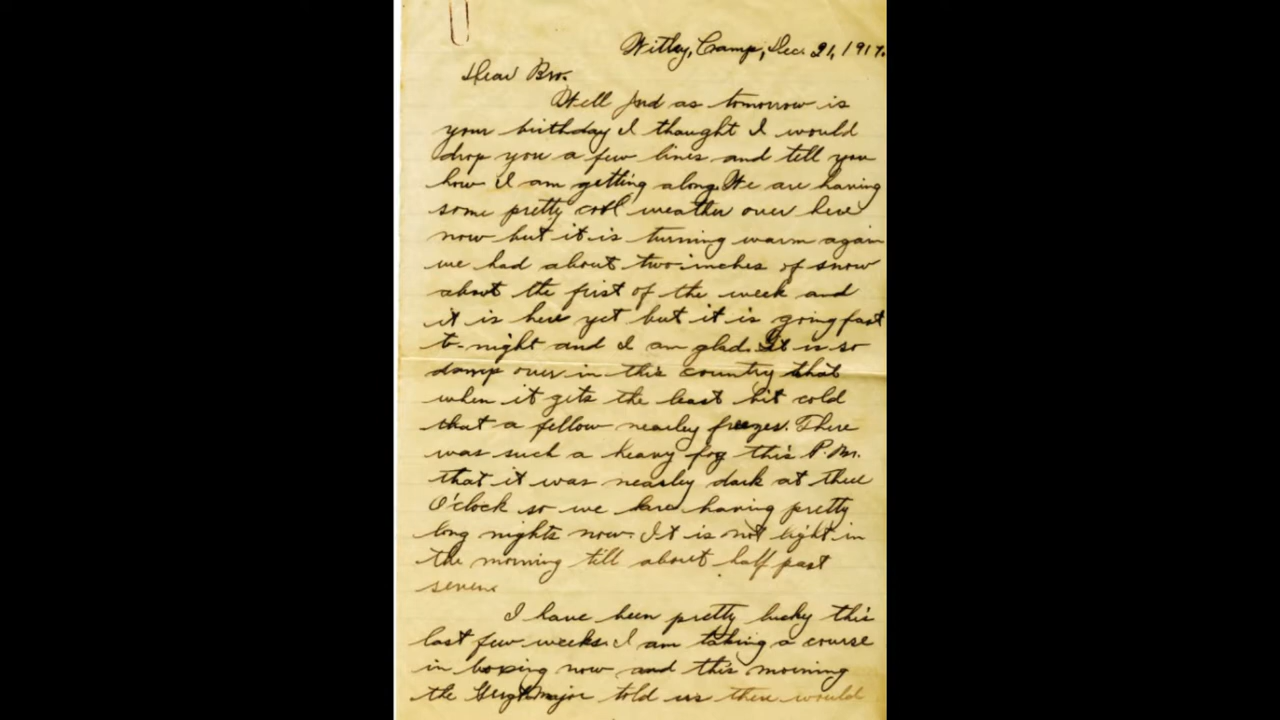 Witley, Camp, Dec. 21, 1917.
Dear Bro.
Well as tomorrow is
your birthday I thought I would
drop you a few lines and tell you
how I am getting along. We are having
some pretty cool weather over here
now but it is turning warm again
we had about two inches of snow
about the first of the week and
it is here yet but it is going fast
to-night and I am glad. It is so
damp over in this country that
when it gets the least bit cold
that a fellow nearley freezes. There
was such a heavy fog this P.M.
that it was nearley dark at three
O'clock so we are having pretty
long nights now. It is not light in
the morning till about half past
seven.
I have been pretty lucky this
last few weeks. I am taking a course
in boxing now and this morning
the major told us there would